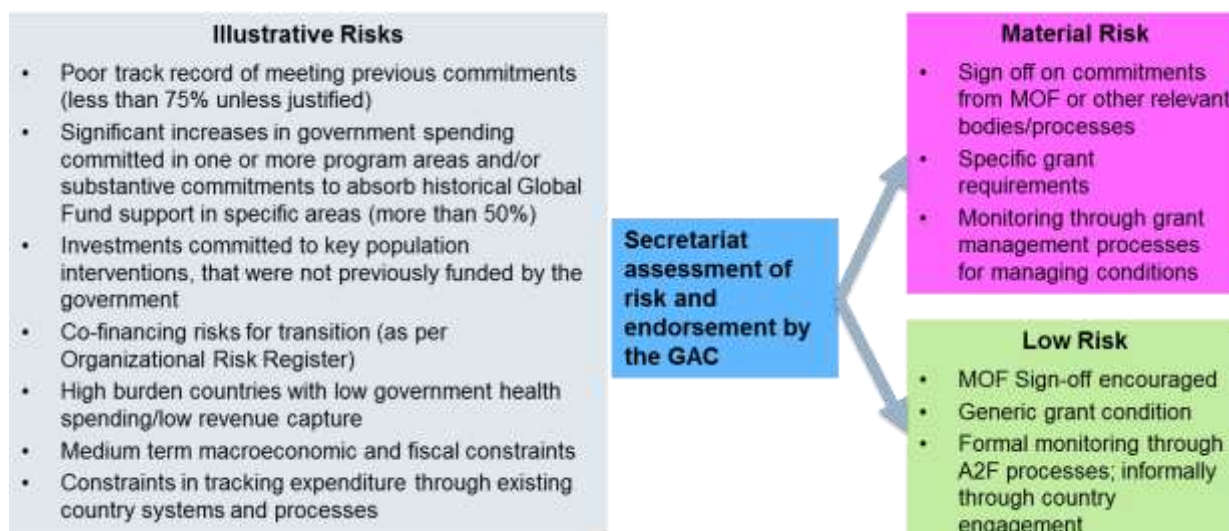 Illustrative Risks
• Poor track record of meeting previous commitments
(less than 75% unless justified)
• Significant increases in government spending
committed in one or more program areas and/or
substantive commitments to absorb historical Global
Fund support in specific areas (more than 50%)
• Investments committed to key population
interventions, that were not previously funded by the
government
• Co-financing risks for transition (as per
Organizational Risk Register)
• High burden countries with low government health
spending/low revenue capture
• Medium term macroeconomic and fiscal constraints
• Constraints in tracking expenditure through existing
country systems and processes
Secretariat
assessment of
risk and
endorsement by
the GAC
Material Risk
• Sign off on commitments
from MOF or other relevant
bodies/processes
• Specific grant
requirements
• Monitoring through grant
management processes
for managing conditions
Low Risk
• MOF Sign-off encouraged
• Generic grant condition
• Formal monitoring through
A2F processes; informally
through country
engagement